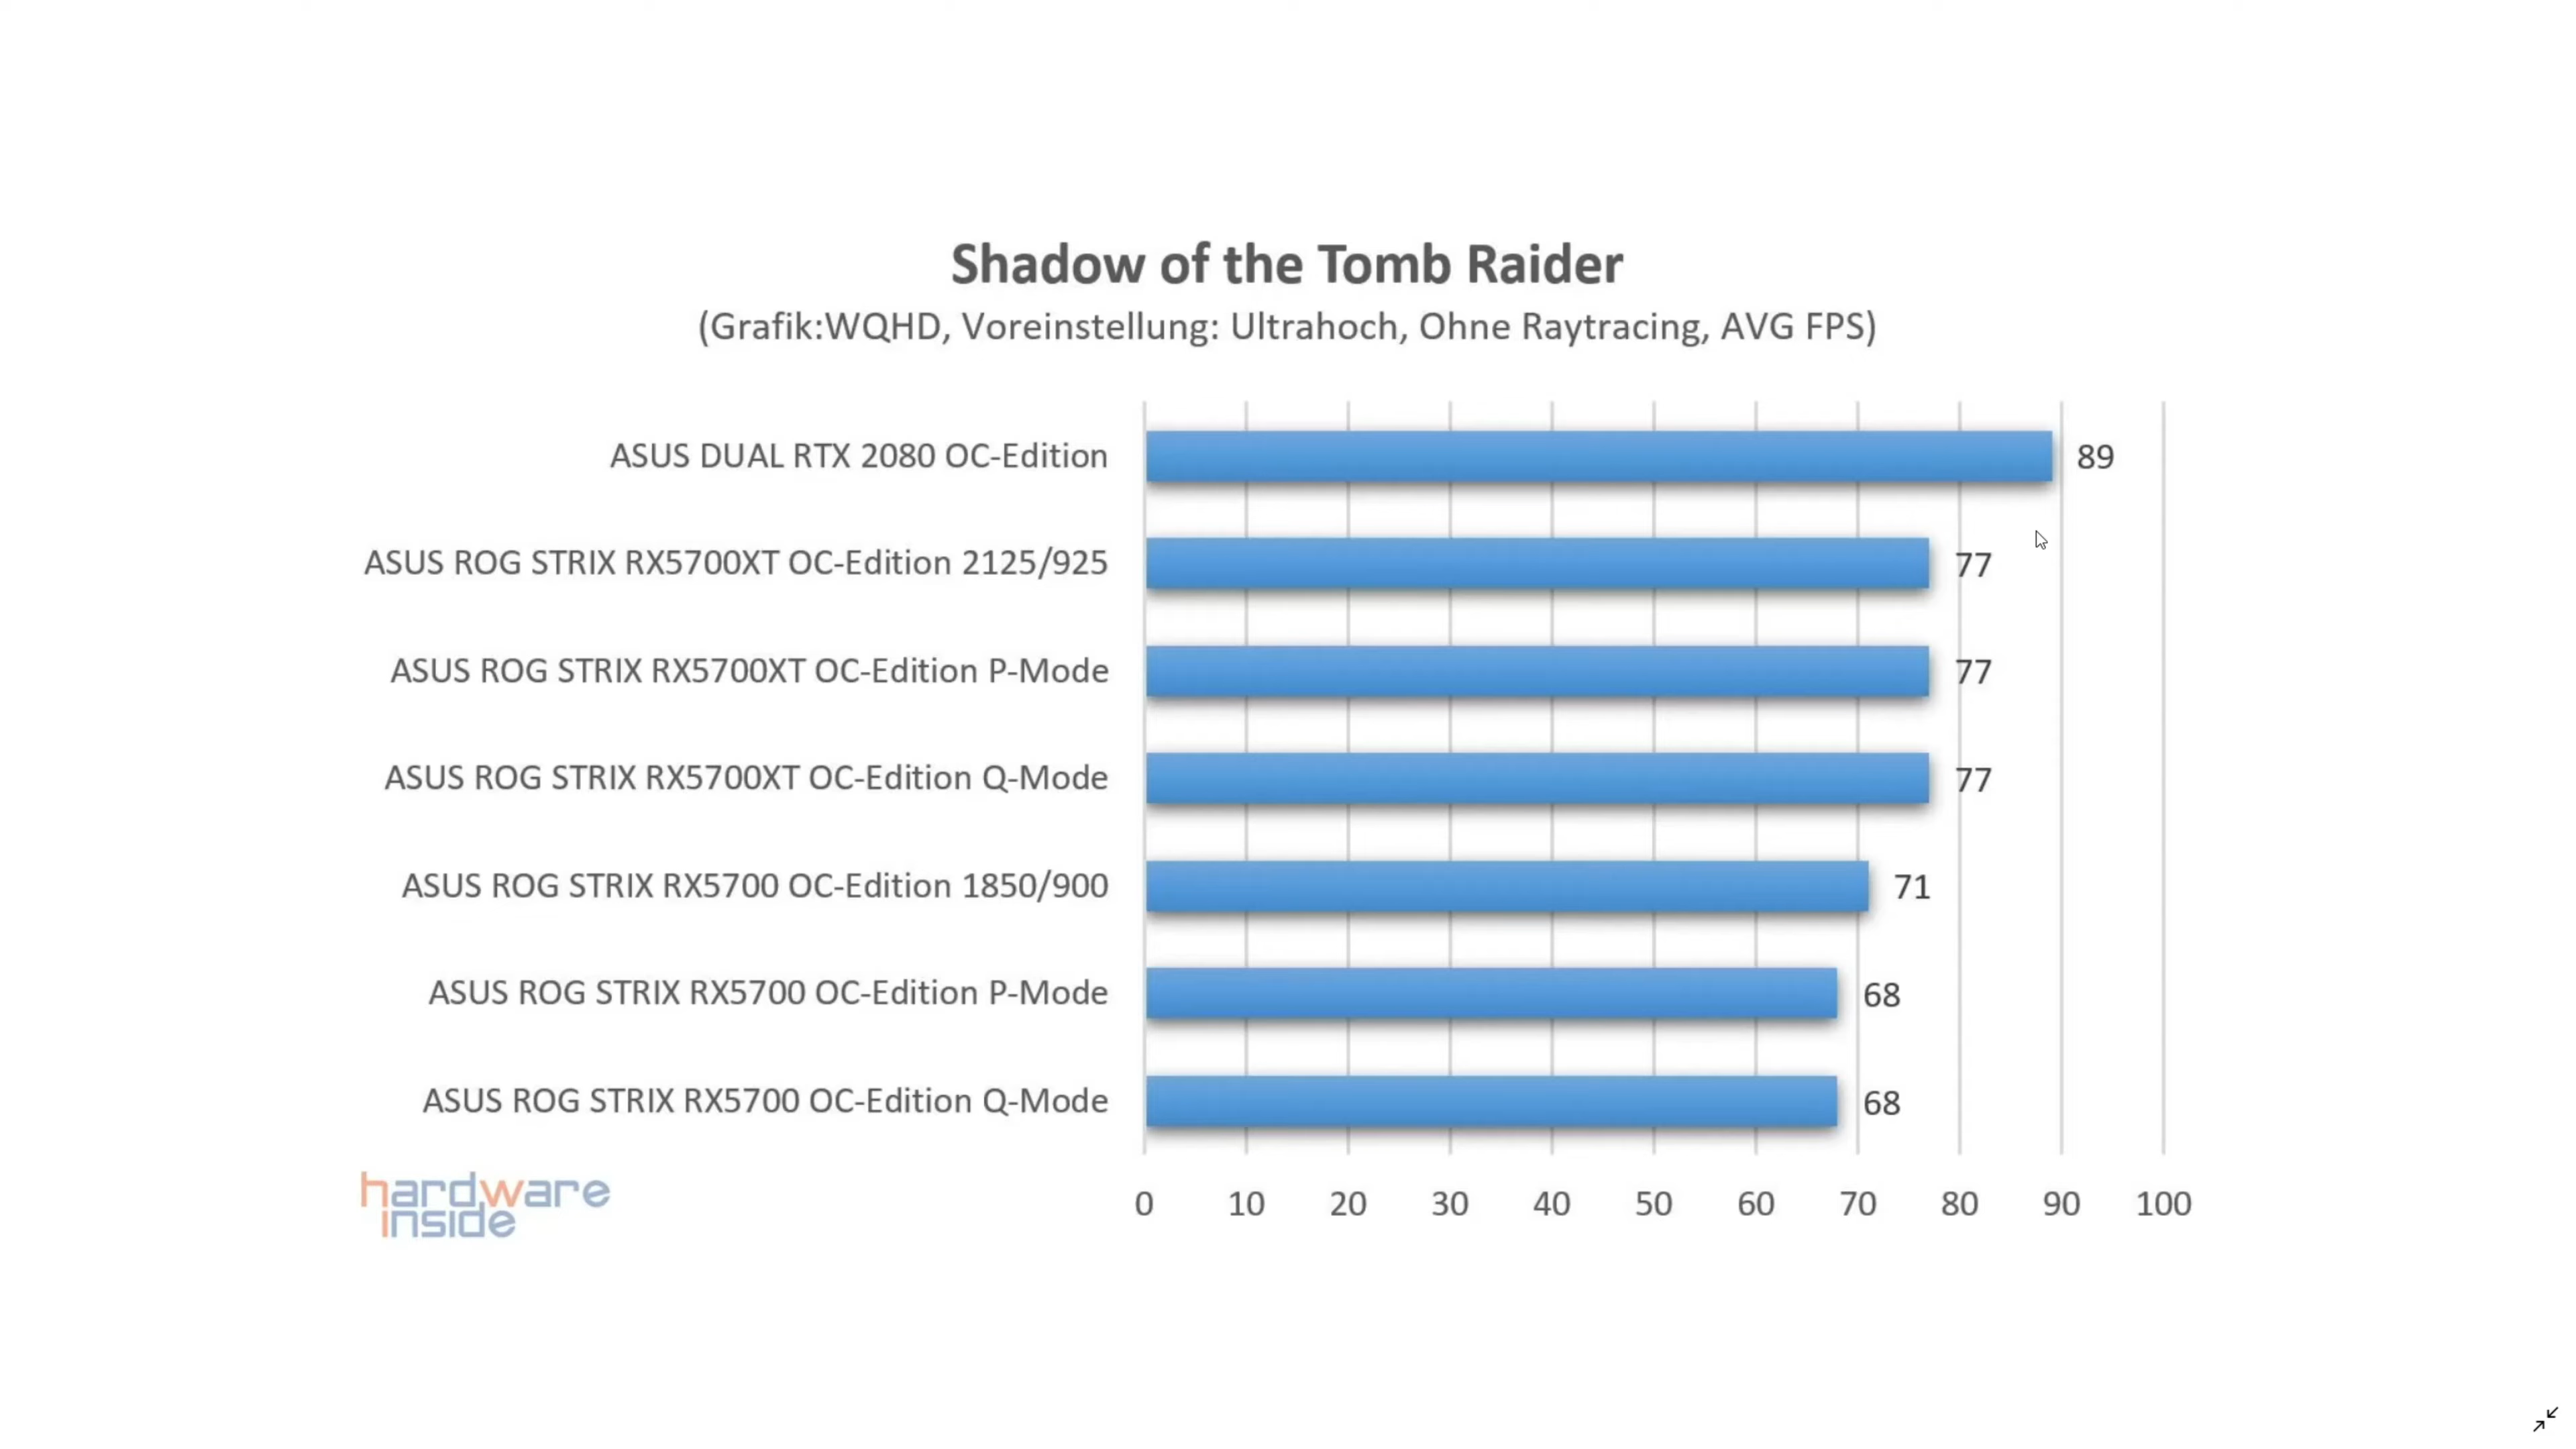 Shadow of the Tomb Raider
(Grafik:WQHD, Voreinstellung: Ultrahoch, Ohne Raytracing, AVG FPS)
ASUS DUAL RTX 2080 OC-Edition 89
ASUS ROG STRIX RX5700XT OC-Edition 2125/925 77
ASUS ROG STRIX RX5700XT OC-Edition P-Mode 77
ASUS ROG STRIX RX5700XT OC-Edition Q-Mode 77
ASUS ROG STRIX RX5700 OC-Edition 1850/900 71
ASUS ROG STRIX RX5700 OC-Edition P-Mode 68
ASUS ROG STRIX RX5700 OC-Edition Q-Mode 68
0 10 20 30 40 50 60 70 80 90 100
hardware
inside